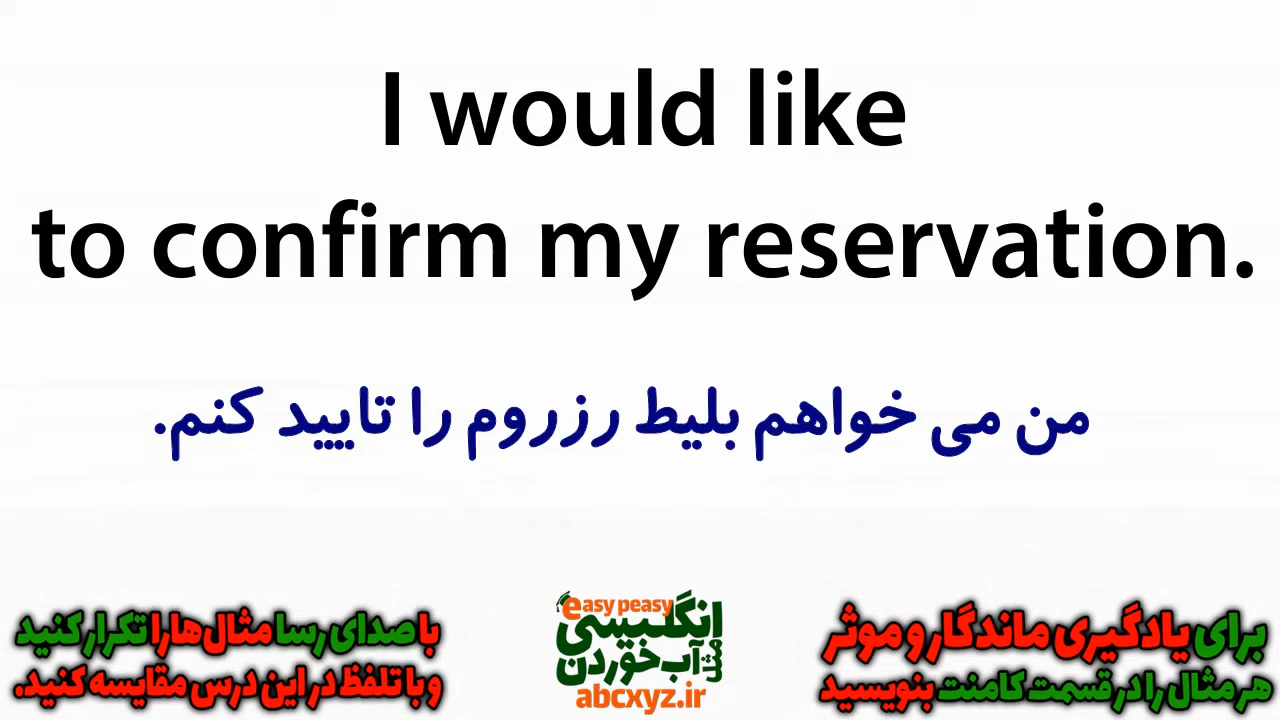 I would like
to confirm my reservation.
من می خواهم بلیط رزروم را تایید کنم.
برای یادگیری ماندگار و موثر
هر مثال را در قسمت کامنت بنویسید
easy peasy
انگلیسی
مثل
آب خوردن
abcxyz.ir
با صدای رسا مثال‌ها را تکرار کنید
و با تلفظ در این درس مقایسه کنید.